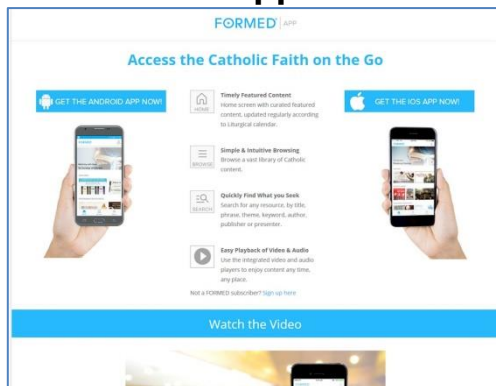 App
FORMED APP
Access the Catholic Faith on the Go
GET THE ANDROID APP NOW!
HOME
Timely Featured Content
Home screen with curated featured
content, updated regularly according
to Liturgical calendar.
BROWSE
Simple & Intuitive Browsing
Browse a vast library of Catholic
content.
SEARCH
Quickly Find What you Seek
Search for any resource, by title,
phrase, theme, keyword, author,
publisher or presenter.
Easy Playback of Video & Audio
Use the integrated video and audio
players to enjoy content any time,
any place.
Not a FORMED subscriber? Sign up here
GET THE IOS APP NOW!
Watch the Video